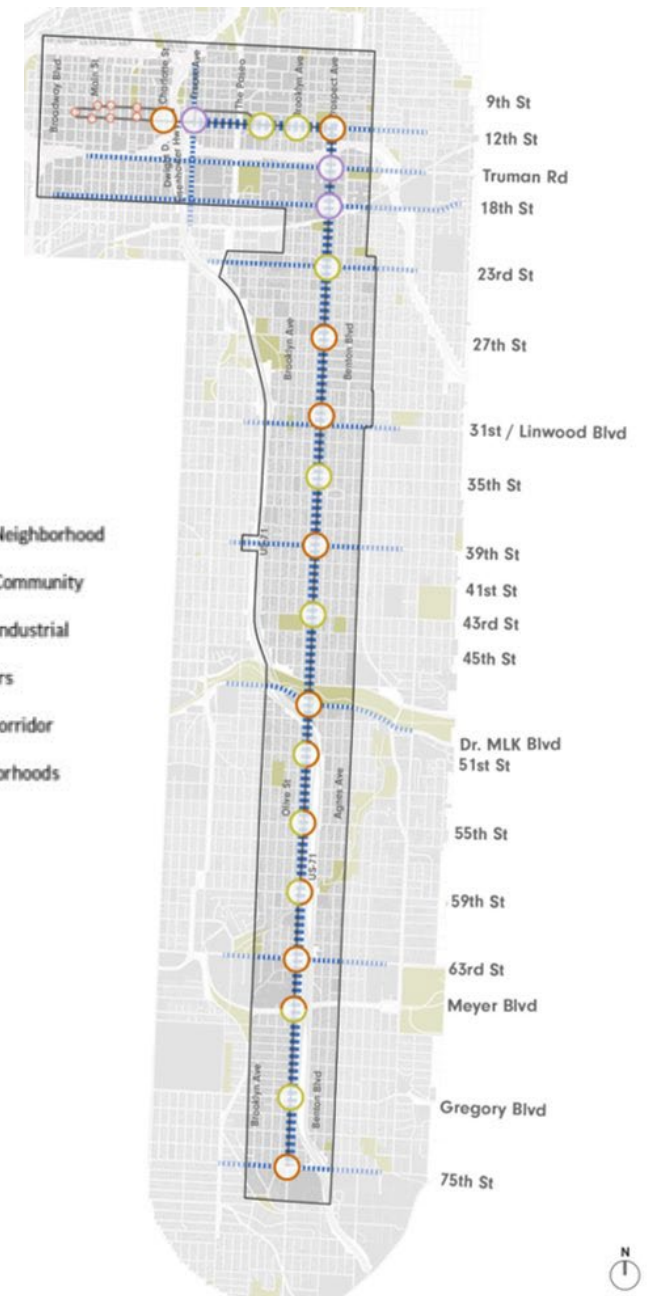 Broadway Blvd.
Main St.
Charlotte St.
The Paseo
Brooklyn Ave
Prospect Ave
Dwight D.
Eisenhower Hwy
9th St
12th St
Truman Rd
18th St
23rd St
Brooklyn Ave
Benton Blvd
27th St
31st / Linwood Blvd
35th St
US-71
39th St
41st St
43rd St
45th St
Neighborhood
Community
ndustrial
rs
orridor
orhoods
Dr. MLK Blvd
51st St
Olive St
Agnes Ave
55th St
US-71
59th St
63rd St
Meyer Blvd
Brooklyn Ave
Benton Blvd
Gregory Blvd
75th St
N